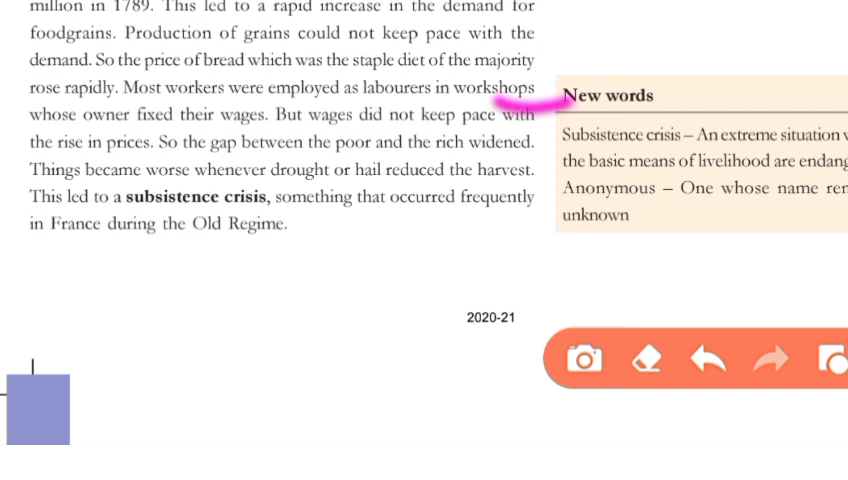 million in 1789. This led to a rapid increase in the demand for
foodgrains. Production of grains could not keep pace with the
demand. So the price of bread which was the staple diet of the majority
rose rapidly. Most workers were employed as labourers in workshops
whose owner fixed their wages. But wages did not keep pace with
the rise in prices. So the gap between the poor and the rich widened.
Things became worse whenever drought or hail reduced the harvest.
This led to a subsistence crisis, something that occurred frequently
in France during the Old Regime.
New words
Subsistence crisis – An extreme situation
the basic means of livelihood are
Anonymous – One whose name
unknown
2020-21